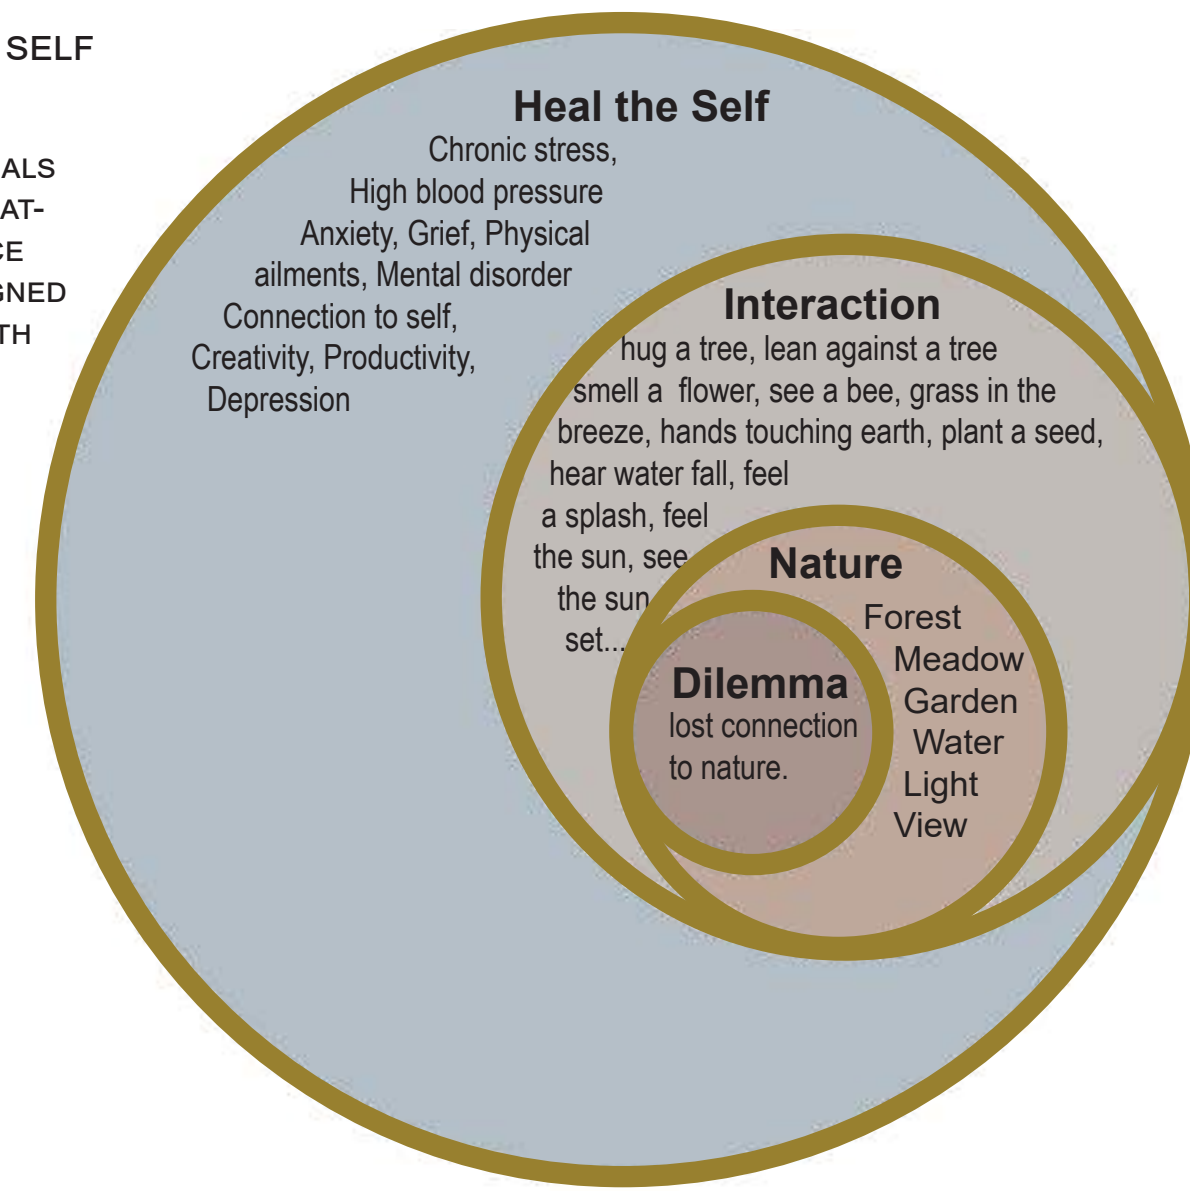 SELF
ALS
AT-
CE
GNED
TH
Heal the Self
Chronic stress,
High blood pressure
Anxiety, Grief, Physical
ailments, Mental disorder
Connection to self,
Creativity, Productivity,
Depression
Interaction
hug a tree, lean against a tree
smell a flower, see a bee, grass in the
breeze, hands touching earth, plant a seed,
hear water fall, feel
a splash, feel
the sun, see
the sun
set...
Nature
Forest
Meadow
Garden
Water
Light
View
Dilemma
lost connection
to nature.